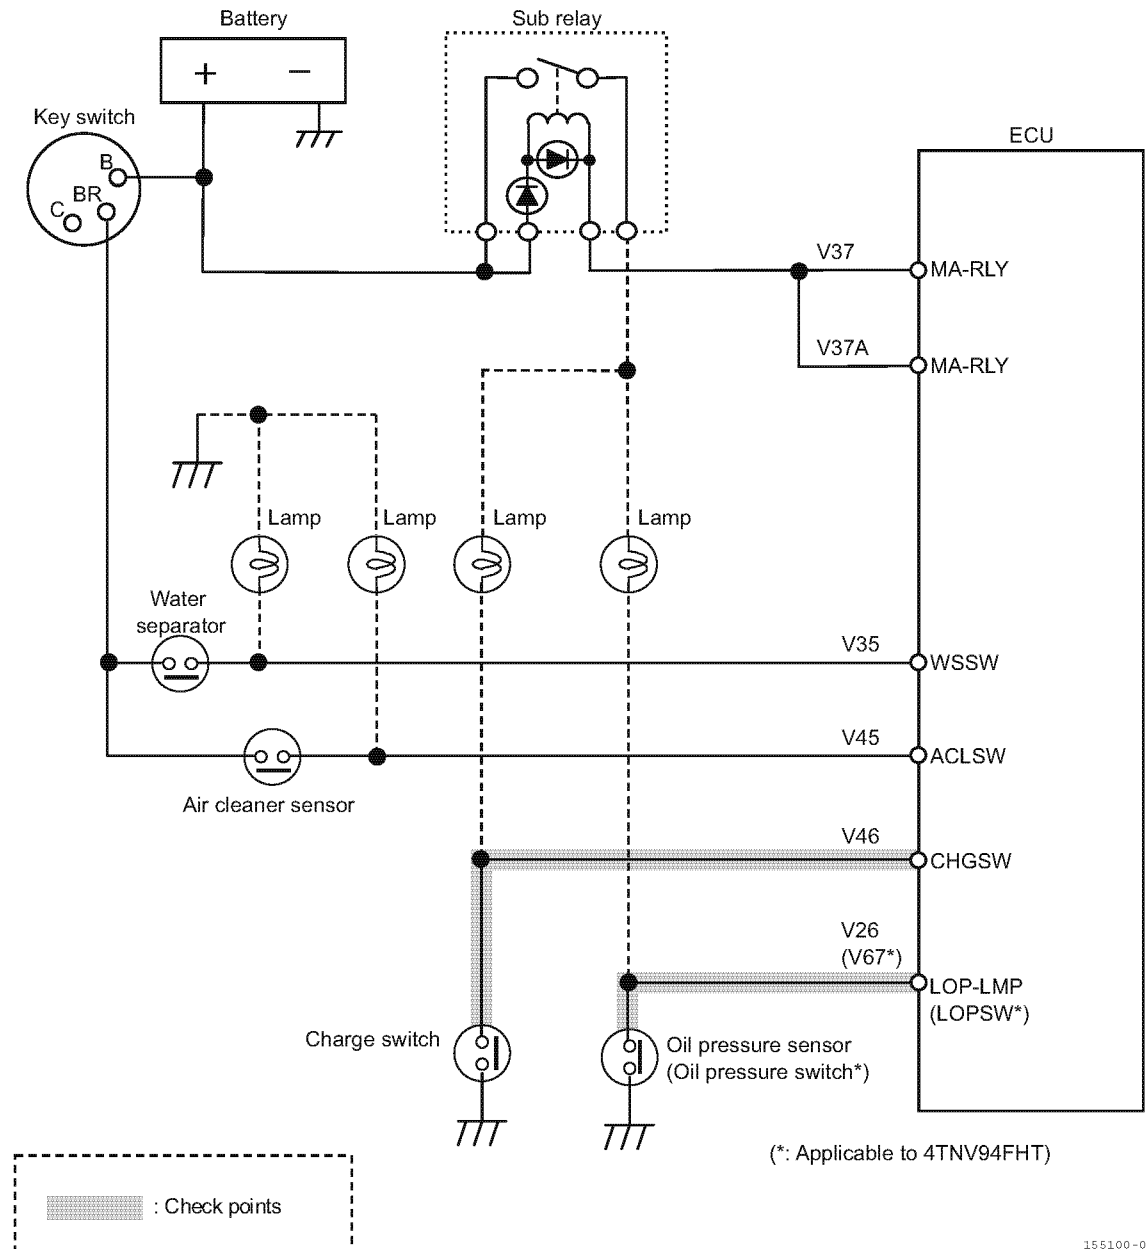 Battery
Sub relay
+ −
Key switch
ECU
B
BR
C
V37
MA-RLY
V37A
MA-RLY
Lamp
Lamp
Lamp
Lamp
Water
separator
V35
WSSW
V45
ACLSW
Air cleaner sensor
V46
CHGSW
V26
(V67*)
LOP-LMP
(LOPSW*)
Charge switch
Oil pressure sensor
(Oil pressure switch*)
(*: Applicable to 4TNV94FHT)
: Check points
155100-0